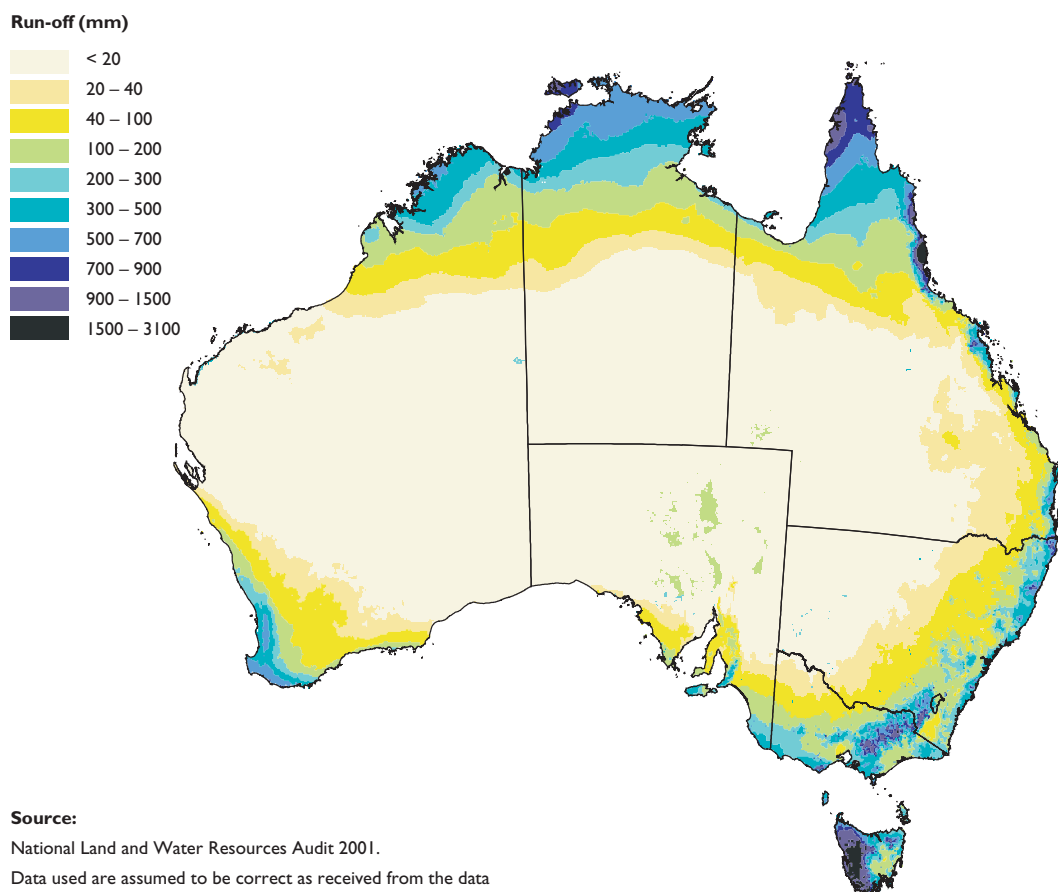 Run-off (mm)
< 20
20 – 40
40 – 100
100 – 200
200 – 300
300 – 500
500 – 700
700 – 900
900 – 1500
1500 – 3100
Source:
National Land and Water Resources Audit 2001.
Data used are assumed to be correct as received from the data